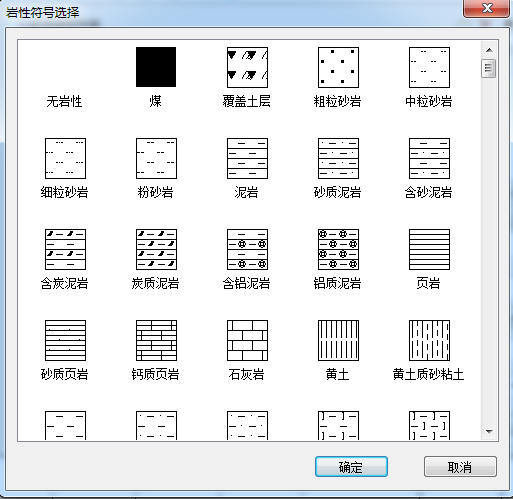 岩性符号选择
无岩性 煤 覆盖土层 粗粒砂岩 中粒砂岩
细粒砂岩 粉砂岩 泥岩 砂质泥岩 含砂泥岩
含炭泥岩 炭质泥岩 含铝泥岩 铝质泥岩 页岩
砂质页岩 钙质页岩 石灰岩 黄土 黄土质砂粘土
确定 取消